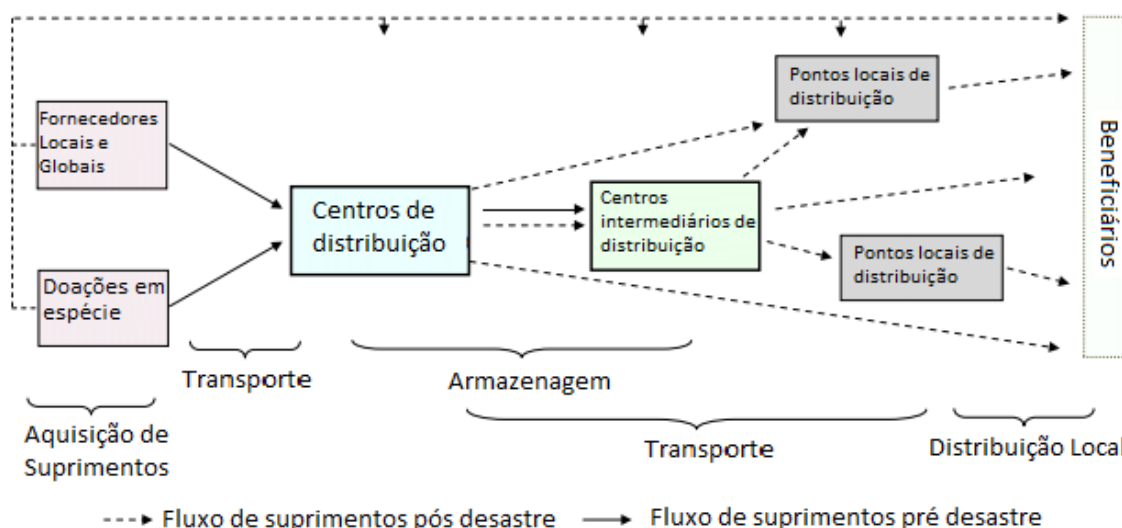 Pontos locais de
distribuição
Fornecedores
Locais e
Globais
Centros de
distribuição
Centros
intermediários de
distribuição
Pontos locais de
distribuição
Beneficiários
Doações em
espécie
Transporte
Armazenagem
Aquisição de
Suprimentos
Transporte
Distribuição Local
Fluxo de suprimentos pós desastre
Fluxo de suprimentos pré desastre